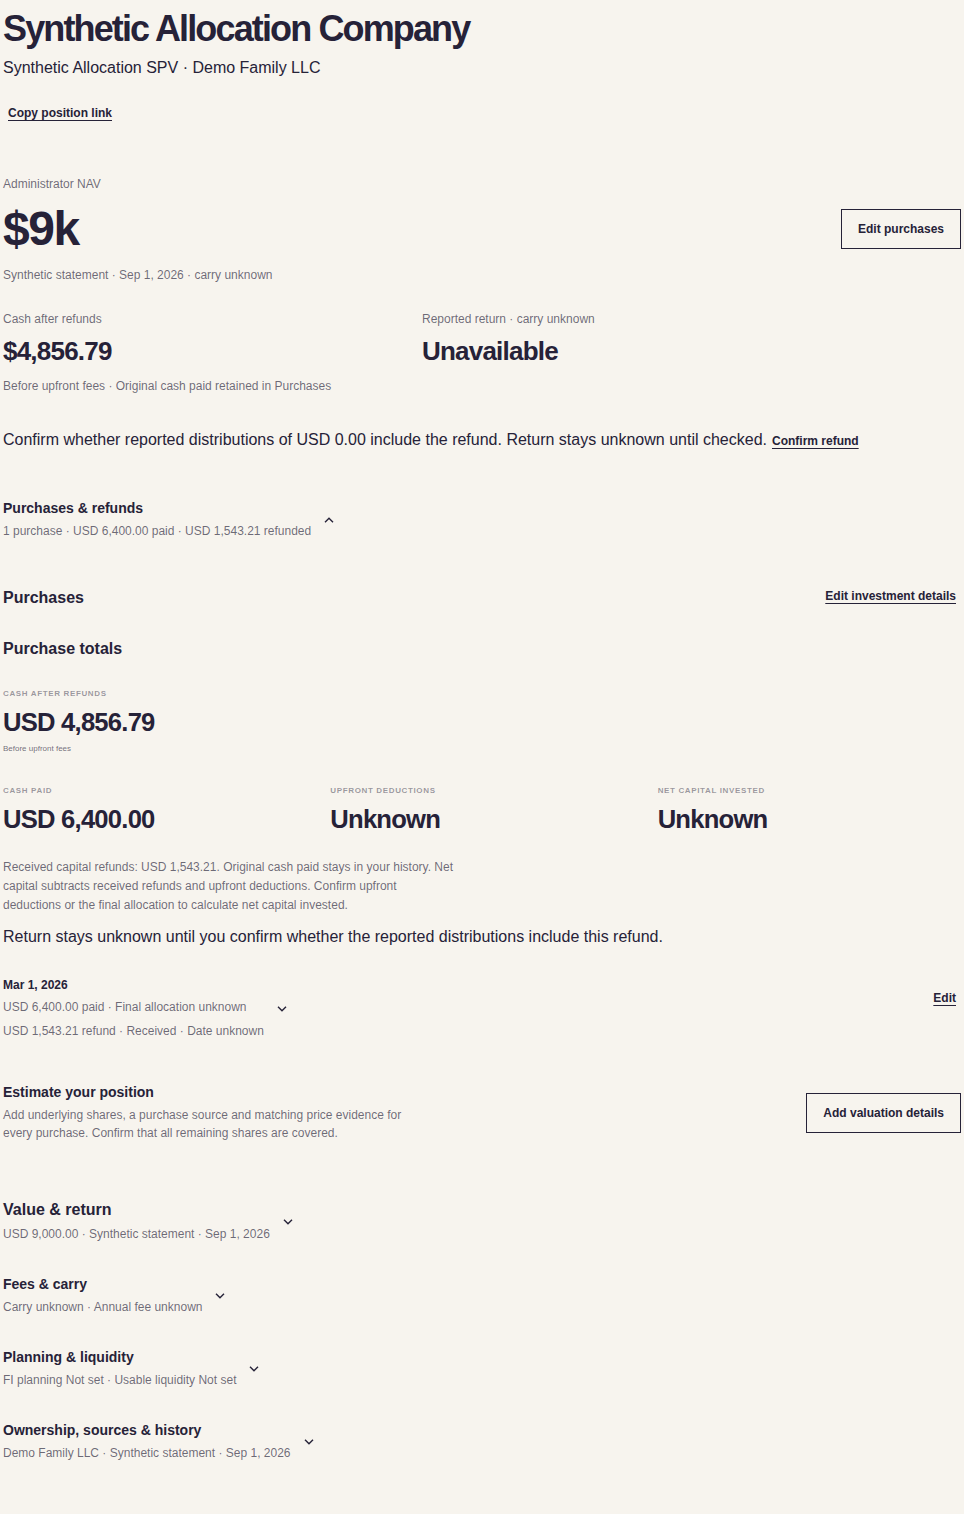 Synthetic Allocation Company
Synthetic Allocation SPV · Demo Family LLC
Copy position link
Administrator NAV
$9k
Edit purchases
Synthetic statement · Sep 1, 2026 · carry unknown
Cash after refunds
Reported return · carry unknown
$4,856.79
Unavailable
Before upfront fees · Original cash paid retained in Purchases
Confirm whether reported distributions of USD 0.00 include the refund. Return stays unknown until checked. Confirm refund
Purchases & refunds
1 purchase · USD 6,400.00 paid · USD 1,543.21 refunded
Purchases
Edit investment details
Purchase totals
CASH AFTER REFUNDS
USD 4,856.79
Before upfront fees
CASH PAID
UPFRONT DEDUCTIONS
NET CAPITAL INVESTED
USD 6,400.00
Unknown
Unknown
Received capital refunds: USD 1,543.21. Original cash paid stays in your history. Net
capital subtracts received refunds and upfront deductions. Confirm upfront
deductions or the final allocation to calculate net capital invested.
Return stays unknown until you confirm whether the reported distributions include this refund.
Mar 1, 2026
USD 6,400.00 paid · Final allocation unknown
USD 1,543.21 refund · Received · Date unknown
Edit
Estimate your position
Add underlying shares, a purchase source and matching price evidence for
every purchase. Confirm that all remaining shares are covered.
Add valuation details
Value & return
USD 9,000.00 · Synthetic statement · Sep 1, 2026
Fees & carry
Carry unknown · Annual fee unknown
Planning & liquidity
FI planning Not set · Usable liquidity Not set
Ownership, sources & history
Demo Family LLC · Synthetic statement · Sep 1, 2026